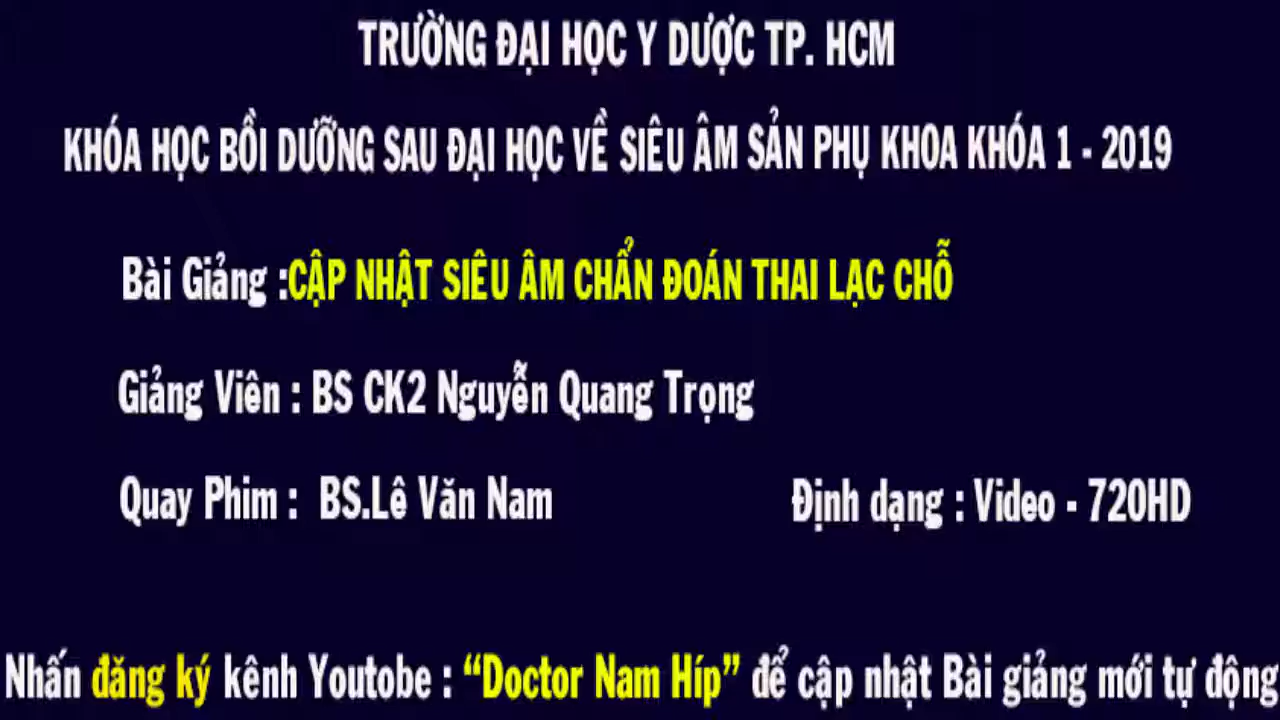 TRƯỜNG ĐẠI HỌC Y DƯỢC TP. HCM
KHÓA HỌC BỒI DƯỠNG SAU ĐẠI HỌC VỀ SIÊU ÂM SẢN PHỤ KHOA KHÓA 1 - 2019
Bài Giảng :CẬP NHẬT SIÊU ÂM CHẨN ĐOÁN THAI LẠC CHỖ
Giảng Viên : BS CK2 Nguyễn Quang Trọng
Quay Phim : BS.Lê Văn Nam Định dạng : Video - 720HD
Nhấn đăng ký kênh Youtobe : “Doctor Nam Híp” để cập nhật Bài giảng mới tự động